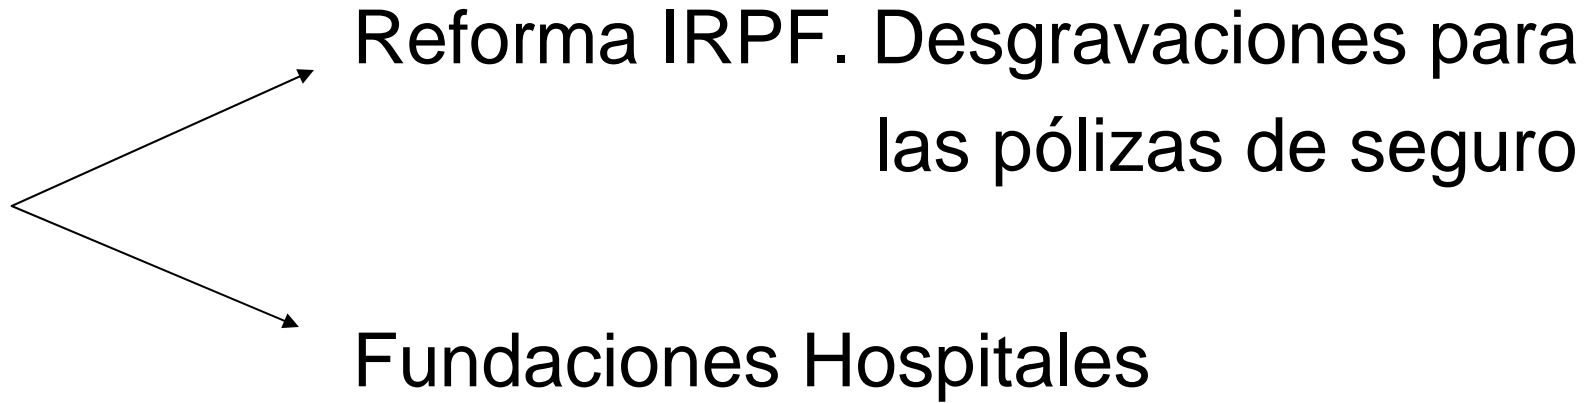 Reforma IRPF. Desgravaciones para
las pólizas de seguro
Fundaciones Hospitales